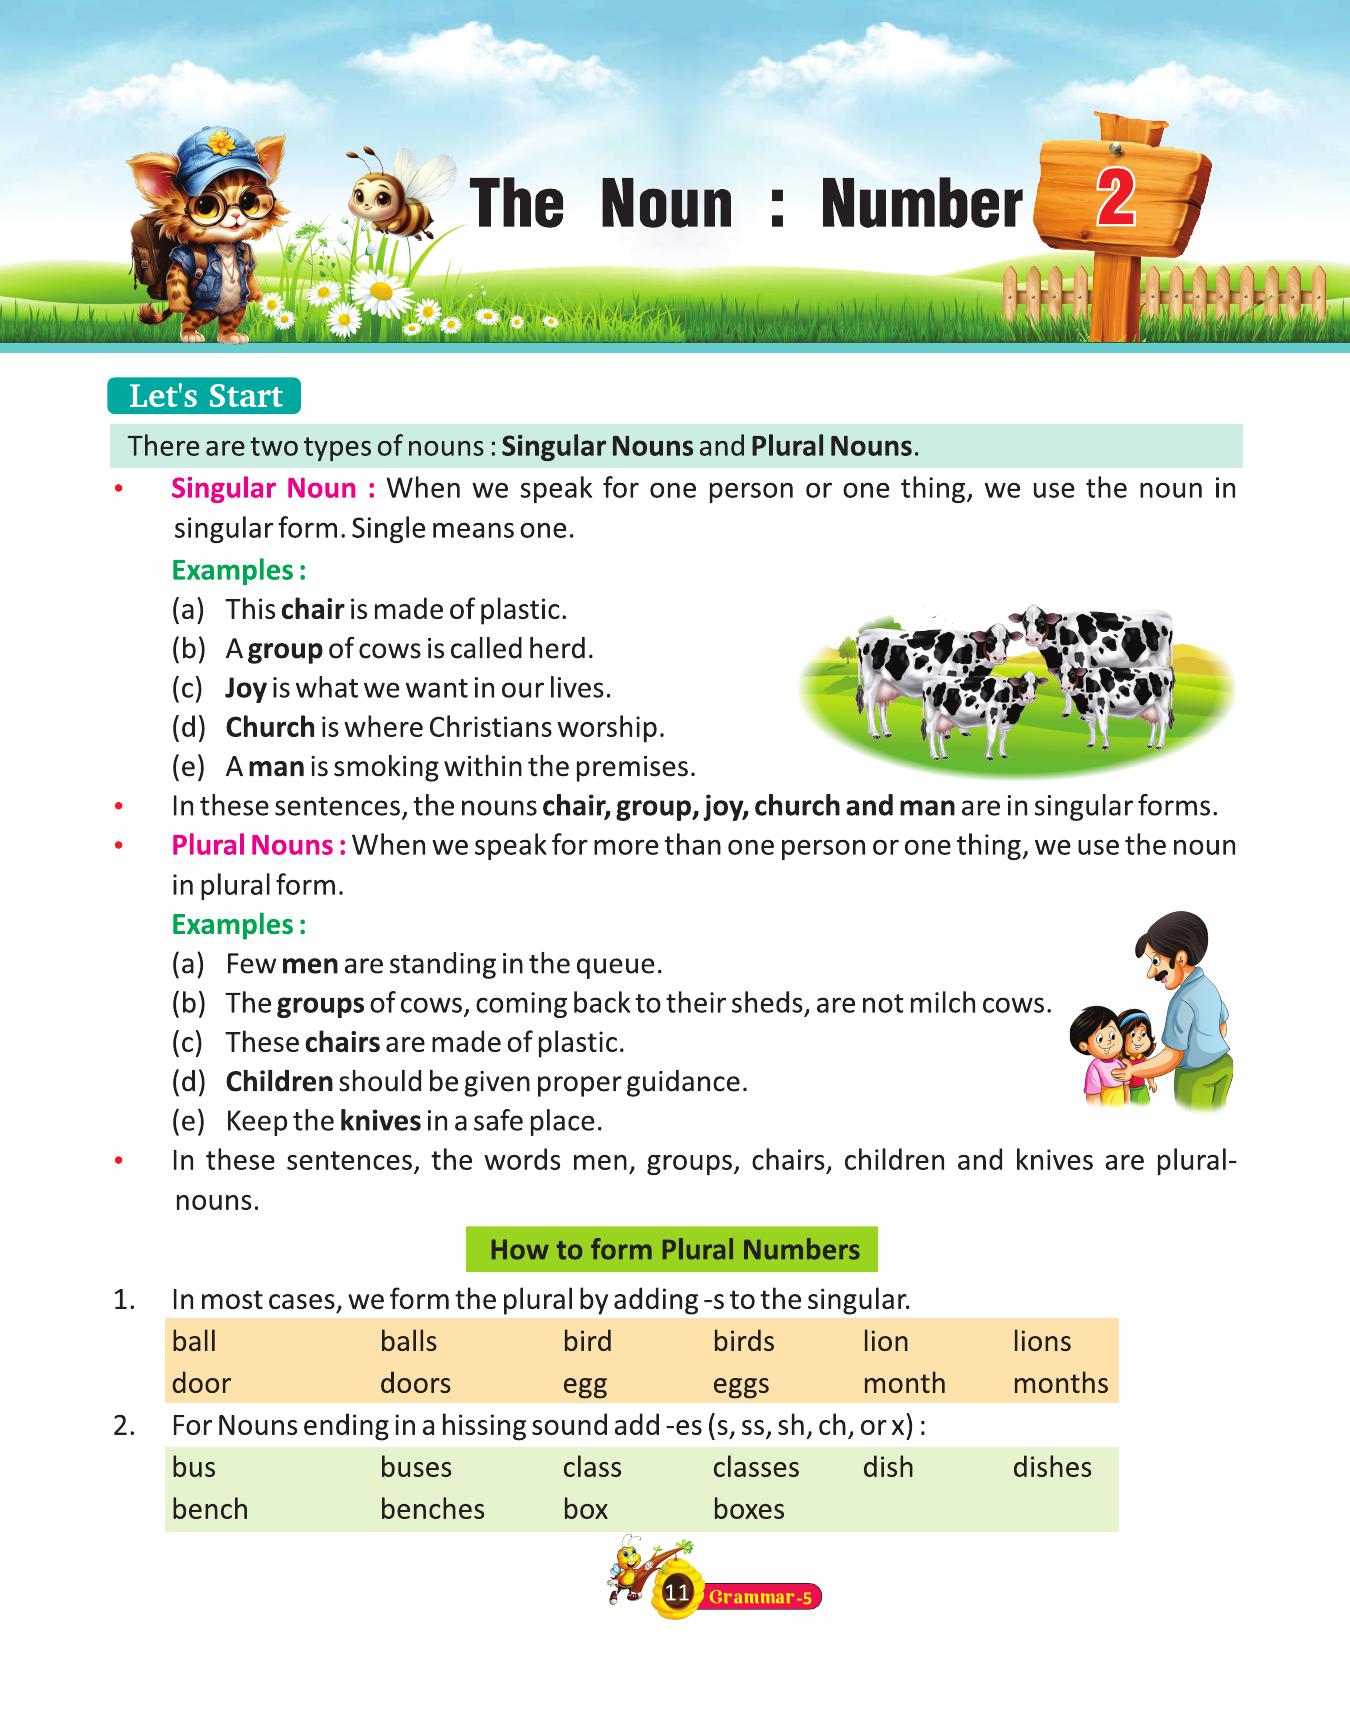 The Noun : Number
2
Let's Start
There are two types of nouns : Singular Nouns and Plural Nouns.
• Singular Noun : When we speak for one person or one thing, we use the noun in
singular form. Single means one.
Examples :
(a) This chair is made of plastic.
(b) A group of cows is called herd.
(c) Joy is what we want in our lives.
(d) Church is where Christians worship.
(e) A man is smoking within the premises.
• In these sentences, the nouns chair, group, joy, church and man are in singular forms.
• Plural Nouns : When we speak for more than one person or one thing, we use the noun
in plural form.
Examples :
(a) Few men are standing in the queue.
(b) The groups of cows, coming back to their sheds, are not milch cows.
(c) These chairs are made of plastic.
(d) Children should be given proper guidance.
(e) Keep the knives in a safe place.
• In these sentences, the words men, groups, chairs, children and knives are plural-
nouns.
How to form Plural Numbers
1. In most cases, we form the plural by adding -s to the singular.
ball balls bird birds lion lions
door doors egg eggs month months
2. For Nouns ending in a hissing sound add -es (s, ss, sh, ch, or x) :
bus buses class classes dish dishes
bench benches box boxes
11 Grammar-5